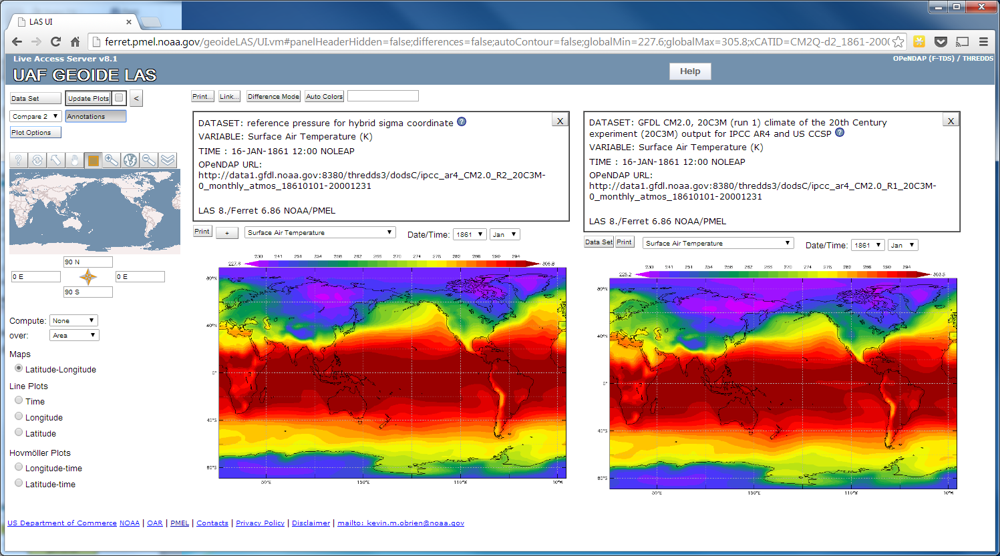 LAS UI
ferret.pmel.noaa.gov/geoideLAS/UI.vm#panelHeaderHidden=false;differences=false;autoContour=false;globalMin=227.6;globalMax=305.8;xCATID=CM2Q-d2_1861-200
Live Access Server v8.1
OPeNDAP (F-TDS) / THREDDS
UAF GEOIDE LAS
Help
Data Set
Update Plots
<
Print...
Link...
Difference Mode
Auto Colors
Compare 2
Annotations
Plot Options
90 N
0 E
0 E
90 S
Compute: None
over: Area
Maps
Latitude-Longitude
Line Plots
Time
Longitude
Latitude
Hovmöller Plots
Longitude-time
Latitude-time
DATASET: reference pressure for hybrid sigma coordinate ?
X
VARIABLE: Surface Air Temperature (K)
TIME : 16-JAN-1861 12:00 NOLEAP
OPeNDAP URL:
http://data1.gfdl.noaa.gov:8380/thredds3/dodsC/ipcc_ar4_CM2.0_R2_20C3M-
0_monthly_atmos_18610101-20001231
LAS 8./Ferret 6.86 NOAA/PMEL
Print
+
Surface Air Temperature
Date/Time: 1861 Jan
230 241 251 254 258 262 266 270 274 278 282 286 290 294
227.6 305.8
80°N
40°N
0°
40°S
80°S
30°E 150°E 110°W 10°W
DATASET: GFDL CM2.0, 20C3M (run 1) climate of the 20th Century
experiment (20C3M) output for IPCC AR4 and US CCSP ?
X
VARIABLE: Surface Air Temperature (K)
TIME : 16-JAN-1861 12:00 NOLEAP
OPeNDAP URL:
http://data1.gfdl.noaa.gov:8380/thredds3/dodsC/ipcc_ar4_CM2.0_R1_20C3M-
0_monthly_atmos_18610101-20001231
LAS 8./Ferret 6.86 NOAA/PMEL
Data Set
Print
Surface Air Temperature
Date/Time: 1861 Jan
230 241 251 254 258 262 266 270 274 278 282 286 290 294
225.2 303.5
80°N
40°N
0°
40°S
80°S
30°E 150°E 110°W 10°W
US Department of Commerce NOAA | OAR | PMEL | Contacts | Privacy Policy | Disclaimer | mailto: kevin.m.obrien@noaa.gov